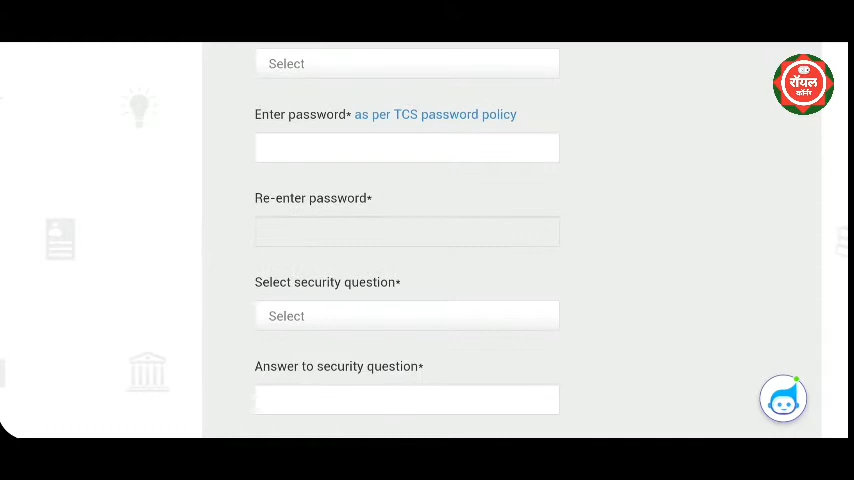 Select
रॉयल
कॉर्नर
Enter password* as per TCS password policy
Re-enter password*
Select security question*
Select
Answer to security question*